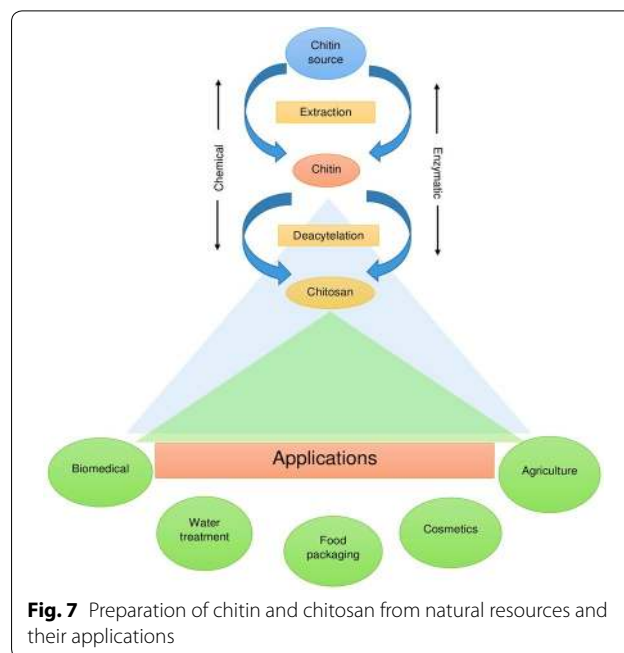 Chitin
source
Extraction
Chemical
Enzymatic
Chitin
Deacytelation
Chitosan
Applications
Biomedical
Agriculture
Water
treatment
Food
packaging
Cosmetics
Fig. 7 Preparation of chitin and chitosan from natural resources and
their applications